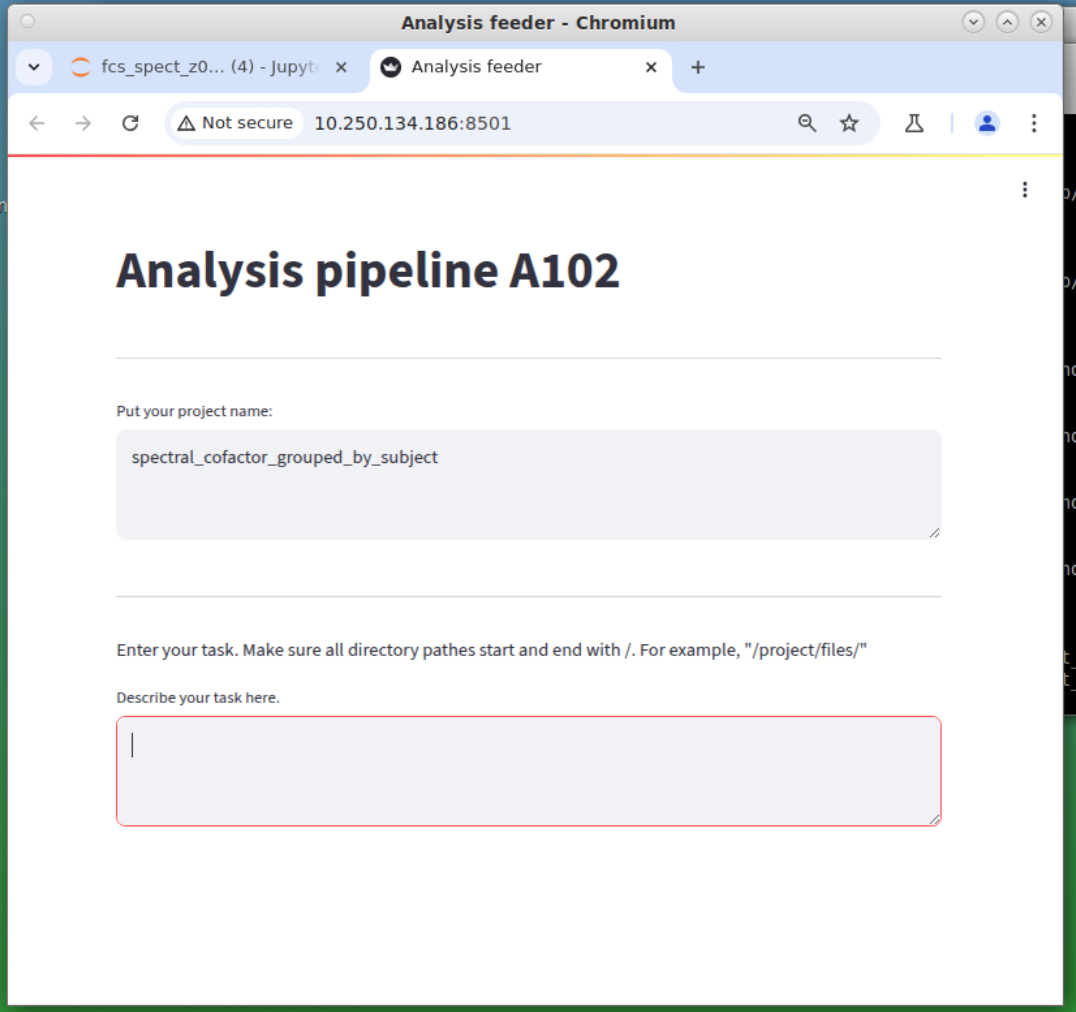 Analysis feeder - Chromium
fcs_spect_z0... (4) - Jupyt
Analysis feeder
Not secure
10.250.134.186:8501
Analysis pipeline A102
Put your project name:
spectral_cofactor_grouped_by_subject
Enter your task. Make sure all directory pathes start and end with /. For example, "/project/files/"
Describe your task here.